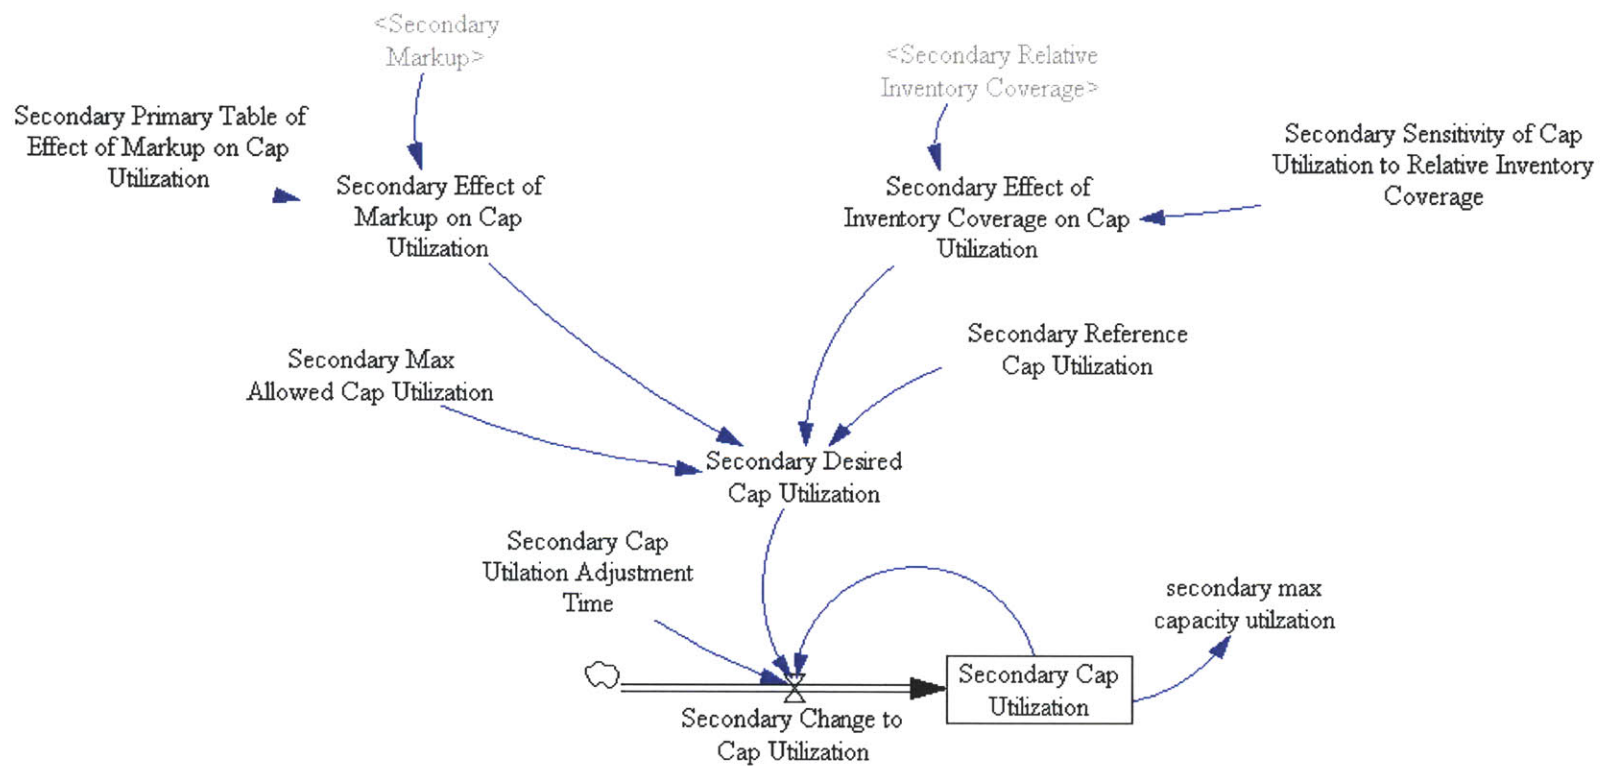 <Secondary
Markup>
<Secondary Relative
Inventory Coverage>
Secondary Primary Table of
Effect of Markup on Cap
Utilization
Secondary Sensitivity of Cap
Utilization to Relative Inventory
Coverage
Secondary Effect of
Markup on Cap
Utilization
Secondary Effect of
Inventory Coverage on Cap
Utilization
Secondary Reference
Cap Utilization
Secondary Max
Allowed Cap Utilization
Secondary Desired
Cap Utilization
Secondary Cap
Utilation Adjustment
Time
secondary max
capacity utilzation
Secondary Cap
Utilization
Secondary Change to
Cap Utilization